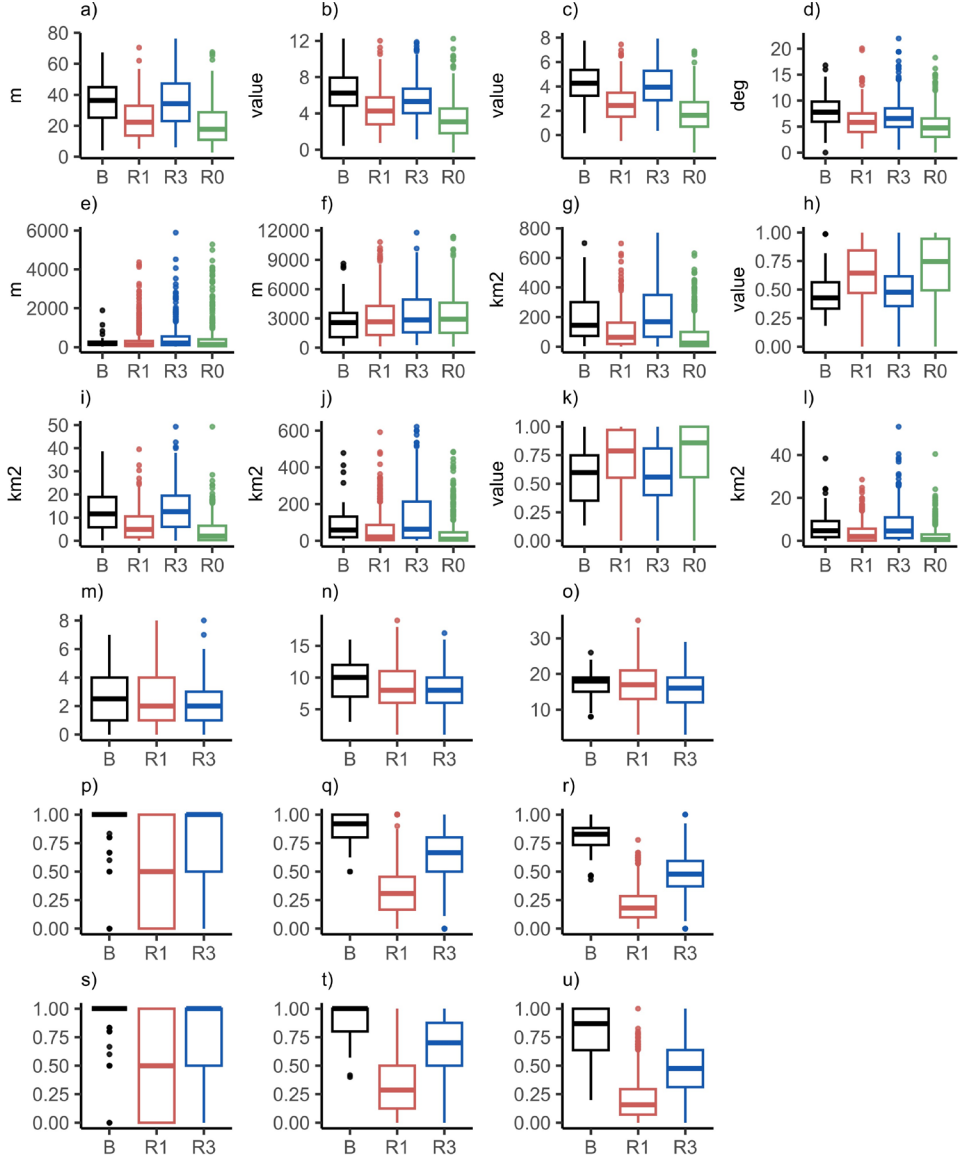 a) b) c) d)
80
60
40
20
0
m
B R1 R3 R0
12
8
4
0
value
B R1 R3 R0
8
6
4
2
0
value
B R1 R3 R0
20
15
10
5
0
deg
B R1 R3 R0
e) f) g) h)
6000
4000
2000
0
m
B R1 R3 R0
12000
9000
6000
3000
0
m
B R1 R3 R0
800
600
400
200
0
km2
B R1 R3 R0
1.00
0.75
0.50
0.25
0.00
value
B R1 R3 R0
i) j) k) l)
50
40
30
20
10
0
km2
B R1 R3 R0
600
400
200
0
km2
B R1 R3 R0
1.00
0.75
0.50
0.25
0.00
value
B R1 R3 R0
40
20
0
km2
B R1 R3 R0
m) n) o)
8
6
4
2
0
B R1 R3
15
10
5
B R1 R3
30
20
10
B R1 R3
p) q) r)
1.00
0.75
0.50
0.25
0.00
B R1 R3
1.00
0.75
0.50
0.25
0.00
B R1 R3
1.00
0.75
0.50
0.25
0.00
B R1 R3
s) t) u)
1.00
0.75
0.50
0.25
0.00
B R1 R3
1.00
0.75
0.50
0.25
0.00
B R1 R3
1.00
0.75
0.50
0.25
0.00
B R1 R3